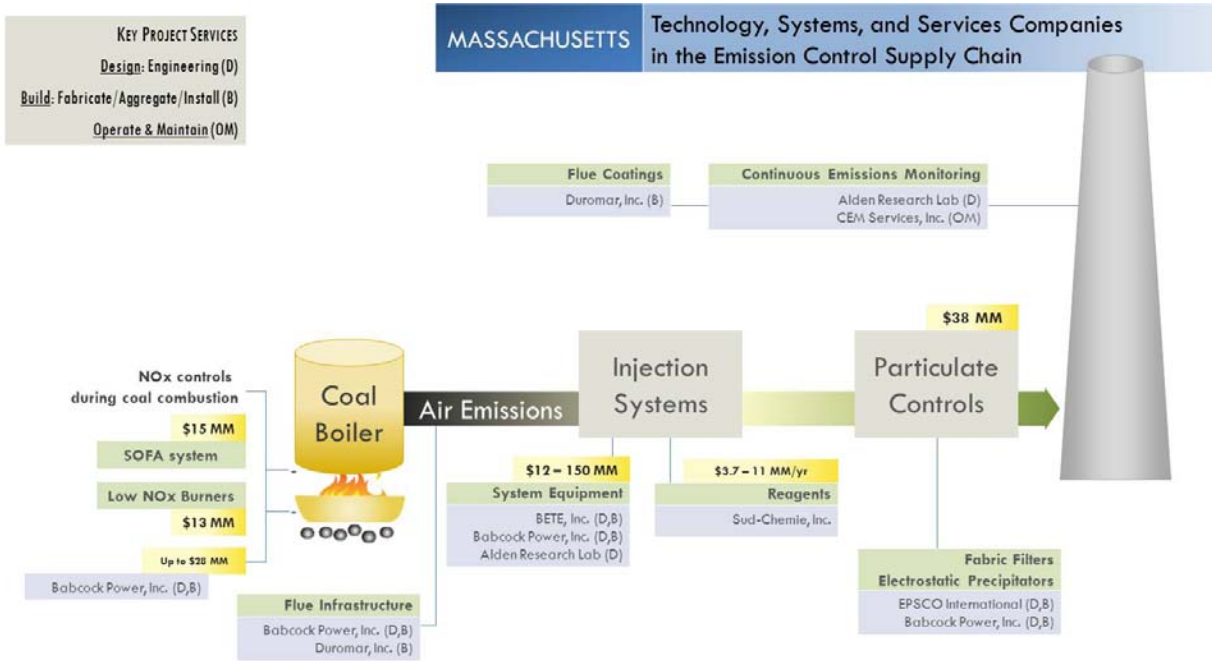 KEY PROJECT SERVICES
Design: Engineering (D)
Build: Fabricate/Aggregate/Install (B)
Operate & Maintain (OM)
MASSACHUSETTS
Technology, Systems, and Services Companies
in the Emission Control Supply Chain
Flue Coatings
Duromar, Inc. (B)
Continuous Emissions Monitoring
Alden Research Lab (D)
CEM Services, Inc. (OM)
NOx controls
during coal combustion
$15 MM
SOFA system
Low NOx Burners
$13 MM
Up to $28 MM
Babcock Power, Inc. (D,B)
Coal
Boiler
Air Emissions
Flue Infrastructure
Babcock Power, Inc. (D,B)
Duromar, Inc. (B)
Injection
Systems
$12 – 150 MM
System Equipment
BETE, Inc. (D,B)
Babcock Power, Inc. (D,B)
Alden Research Lab (D)
$3.7 – 11 MM/yr
Reagents
Sud-Chemie, Inc.
$38 MM
Particulate
Controls
Fabric Filters
Electrostatic Precipitators
EPSCO International (D,B)
Babcock Power, Inc. (D,B)